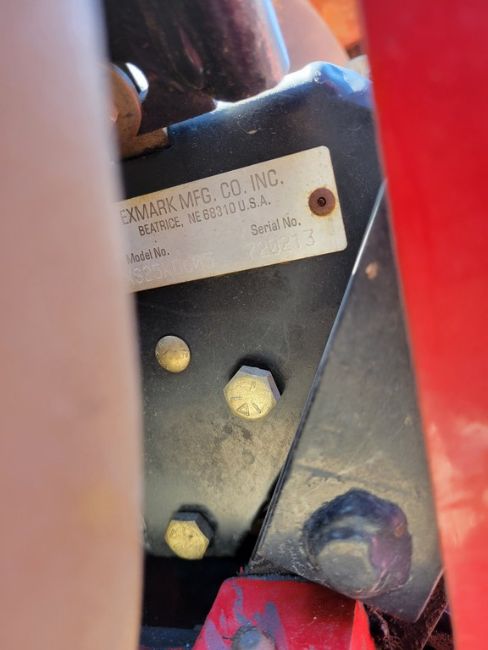 EXMARK MFG. CO. INC.
BEATRICE, NE 68310 U.S.A.
Model No. Serial No.
720213